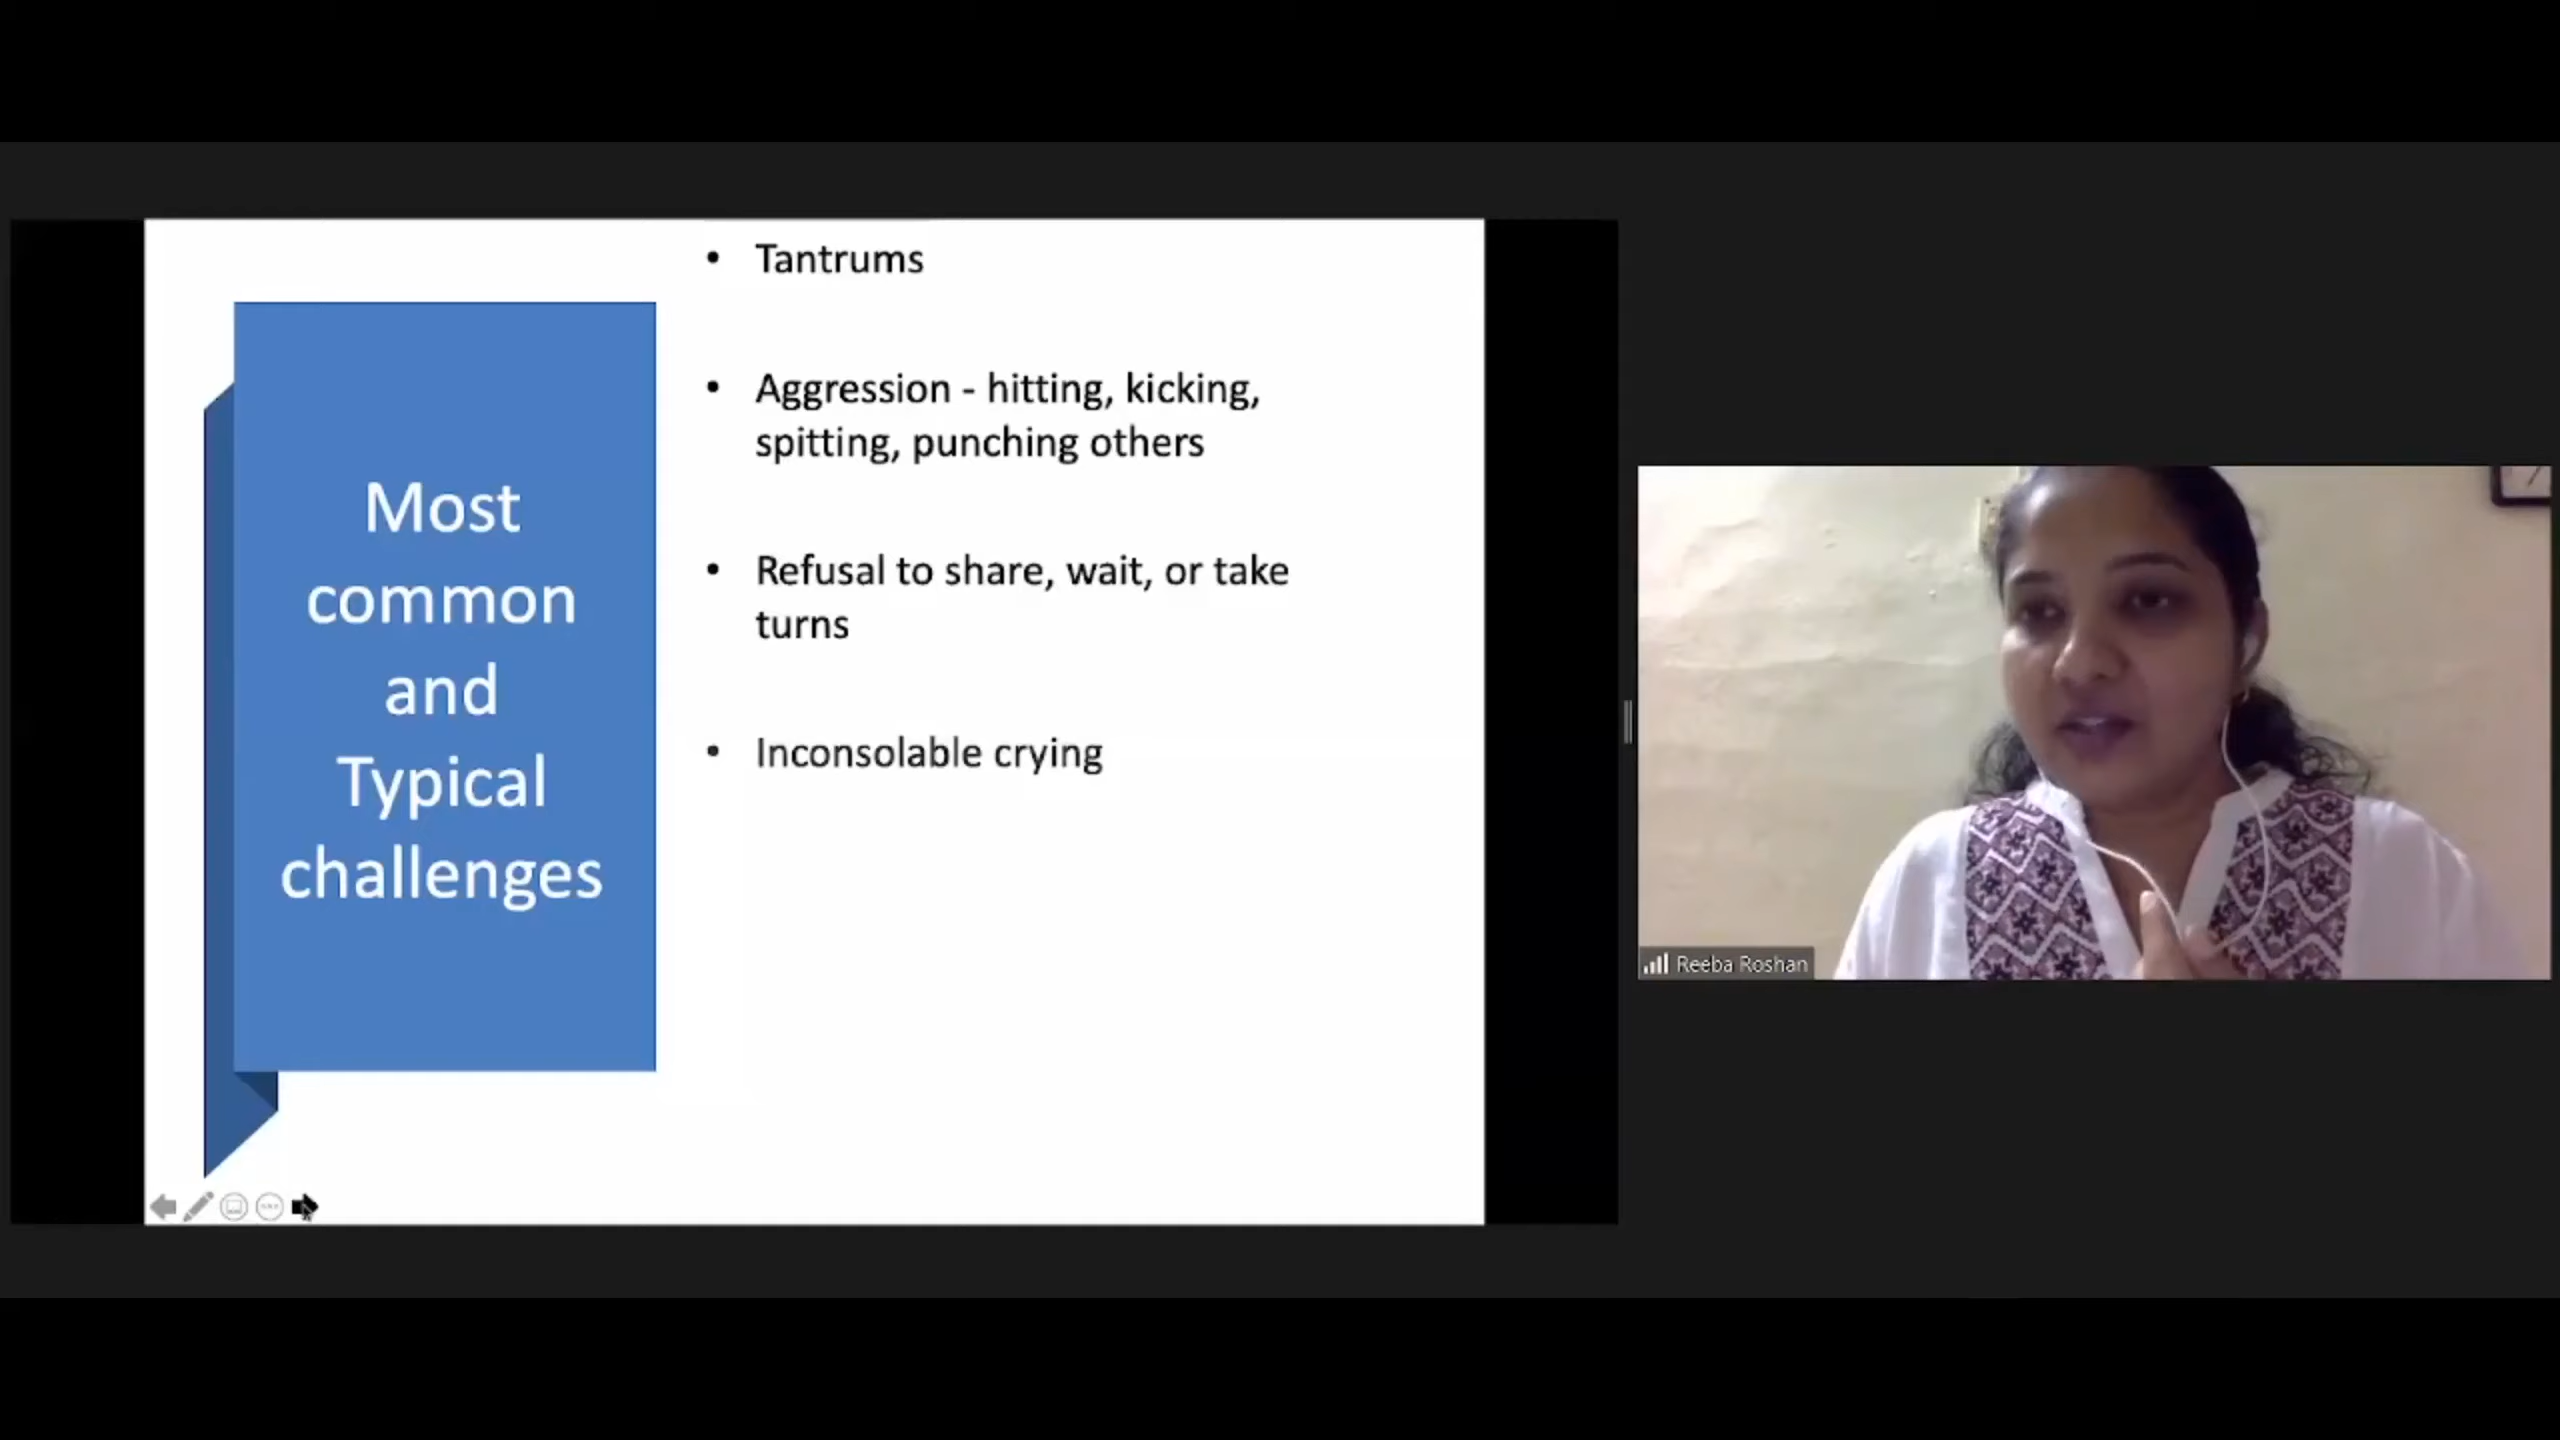 Most
common
and
Typical
challenges
• Tantrums
• Aggression - hitting, kicking,
spitting, punching others
• Refusal to share, wait, or take
turns
• Inconsolable crying
Reeba Roshan